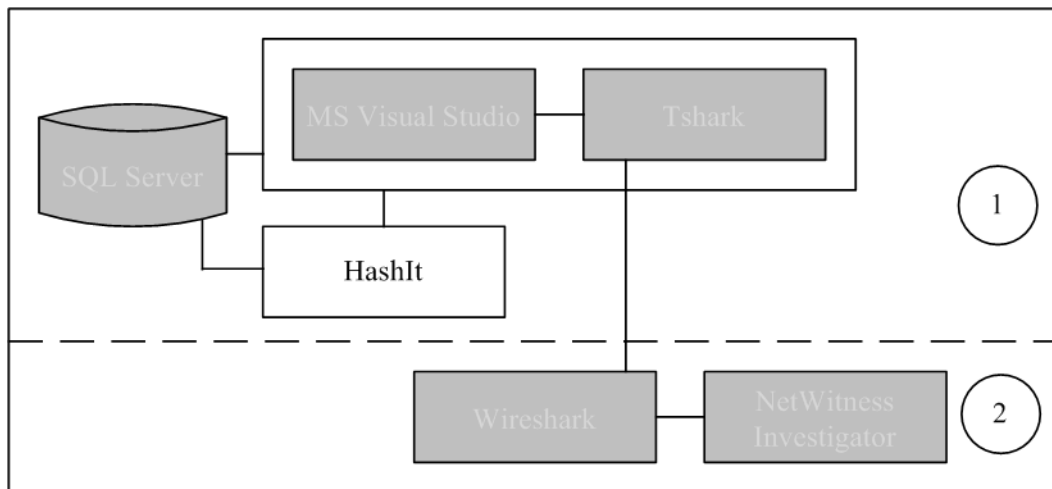 MS Visual Studio
Tshark
SQL Server
1
HashIt
Wireshark
NetWitness
Investigator
2